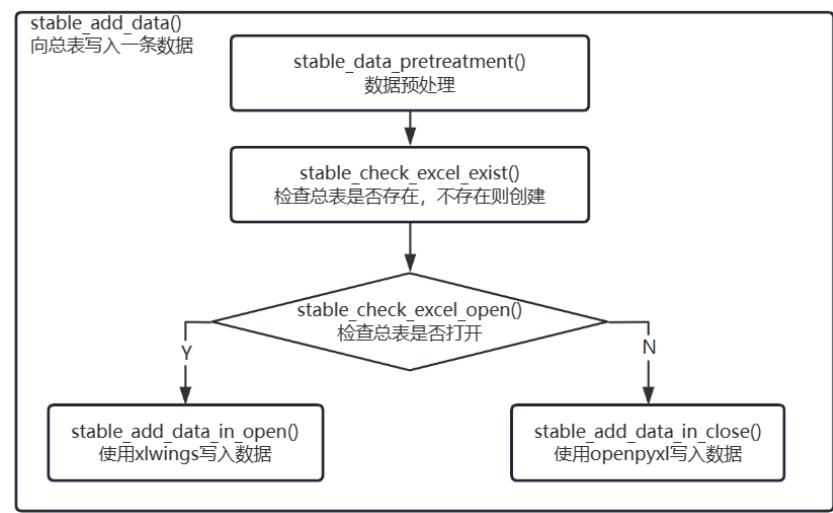 stable_add_data()
向总表写入一条数据
stable_data_pretreatment()
数据预处理
stable_check_excel_exist()
检查总表是否存在，不存在则创建
stable_check_excel_open()
检查总表是否打开
Y
N
stable_add_data_in_open()
使用xlwings写入数据
stable_add_data_in_close()
使用openpyxl写入数据